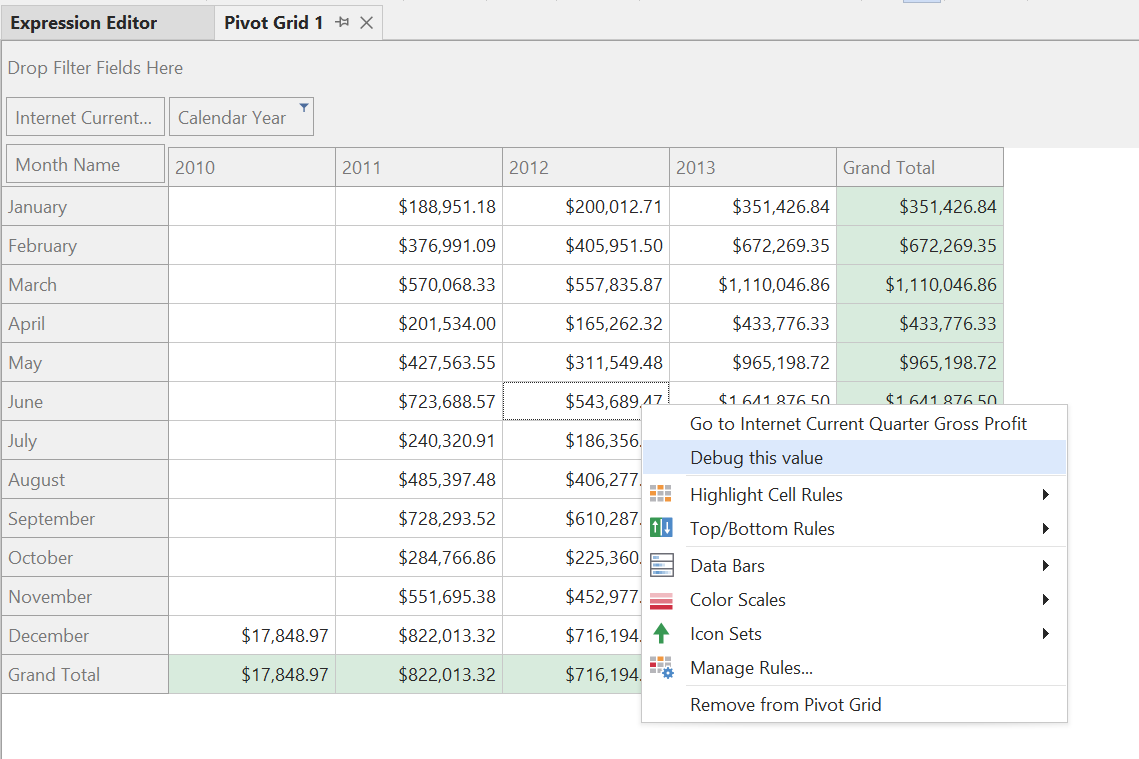 Expression Editor Pivot Grid 1
Drop Filter Fields Here
Internet Current... Calendar Year
Month Name 2010 2011 2012 2013 Grand Total
January $188,951.18 $200,012.71 $351,426.84 $351,426.84
February $376,991.09 $405,951.50 $672,269.35 $672,269.35
March $570,068.33 $557,835.87 $1,110,046.86 $1,110,046.86
April $201,534.00 $165,262.32 $433,776.33 $433,776.33
May $427,563.55 $311,549.48 $965,198.72 $965,198.72
June $723,688.57 $543,689.47 $1,641,876.50 $1,641,876.50
July $240,320.91 $186,356.
August $485,397.48 $406,277.
September $728,293.52 $610,287.
October $284,766.86 $225,360.
November $551,695.38 $452,977.
December $17,848.97 $822,013.32 $716,194.
Grand Total $17,848.97 $822,013.32 $716,194.
Go to Internet Current Quarter Gross Profit
Debug this value
Highlight Cell Rules
Top/Bottom Rules
Data Bars
Color Scales
Icon Sets
Manage Rules...
Remove from Pivot Grid